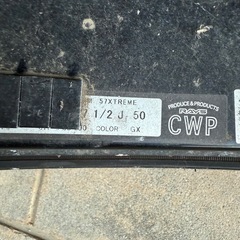 57XTREME
1/2 J 50
COLOR GX
PRODUCE & PRODUCTS
RAYS
CWP